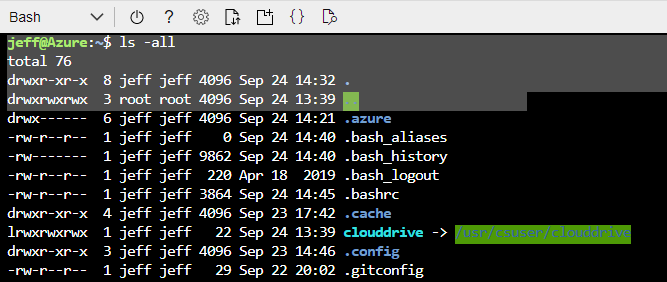 Bash
jeff@Azure:~$ ls -all
total 76
drwxr-xr-x  8 jeff jeff 4096 Sep 24 14:32 .
drwxrwxrwx  3 root root 4096 Sep 24 13:39 ..
drwx------  6 jeff jeff 4096 Sep 24 14:21 .azure
-rw-r--r--  1 jeff jeff    0 Sep 24 14:40 .bash_aliases
-rw-r--r--  1 jeff jeff 9862 Sep 24 14:40 .bash_history
-rw-r--r--  1 jeff jeff  220 Apr 18  2019 .bash_logout
-rw-r--r--  1 jeff jeff 3864 Sep 24 14:45 .bashrc
drwxr-xr-x  4 jeff jeff 4096 Sep 23 17:42 .cache
lrwxrwxrwx  1 jeff jeff   22 Sep 24 13:39 clouddrive -> /usr/csuser/clouddrive
drwxr-xr-x  3 jeff jeff 4096 Sep 23 14:46 .config
-rw-r--r--  1 jeff jeff   29 Sep 22 20:02 .gitconfig